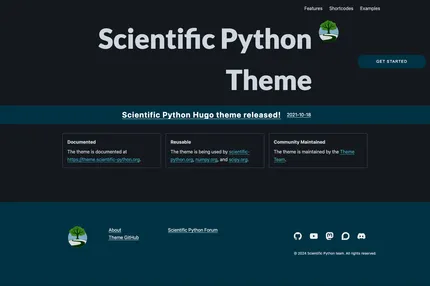 Features Shortcodes Examples
Scientific Python
Theme
GET STARTED
Scientific Python Hugo theme released! 2021-10-18
Documented
The theme is documented at
https://theme.scientific-python.org.
Reusable
The theme is being used by scientific-
python.org, numpy.org, and scipy.org.
Community Maintained
The theme is maintained by the Theme
Team.
About
Theme GitHub
Scientific Python Forum
© 2024 Scientific Python team. All rights reserved.